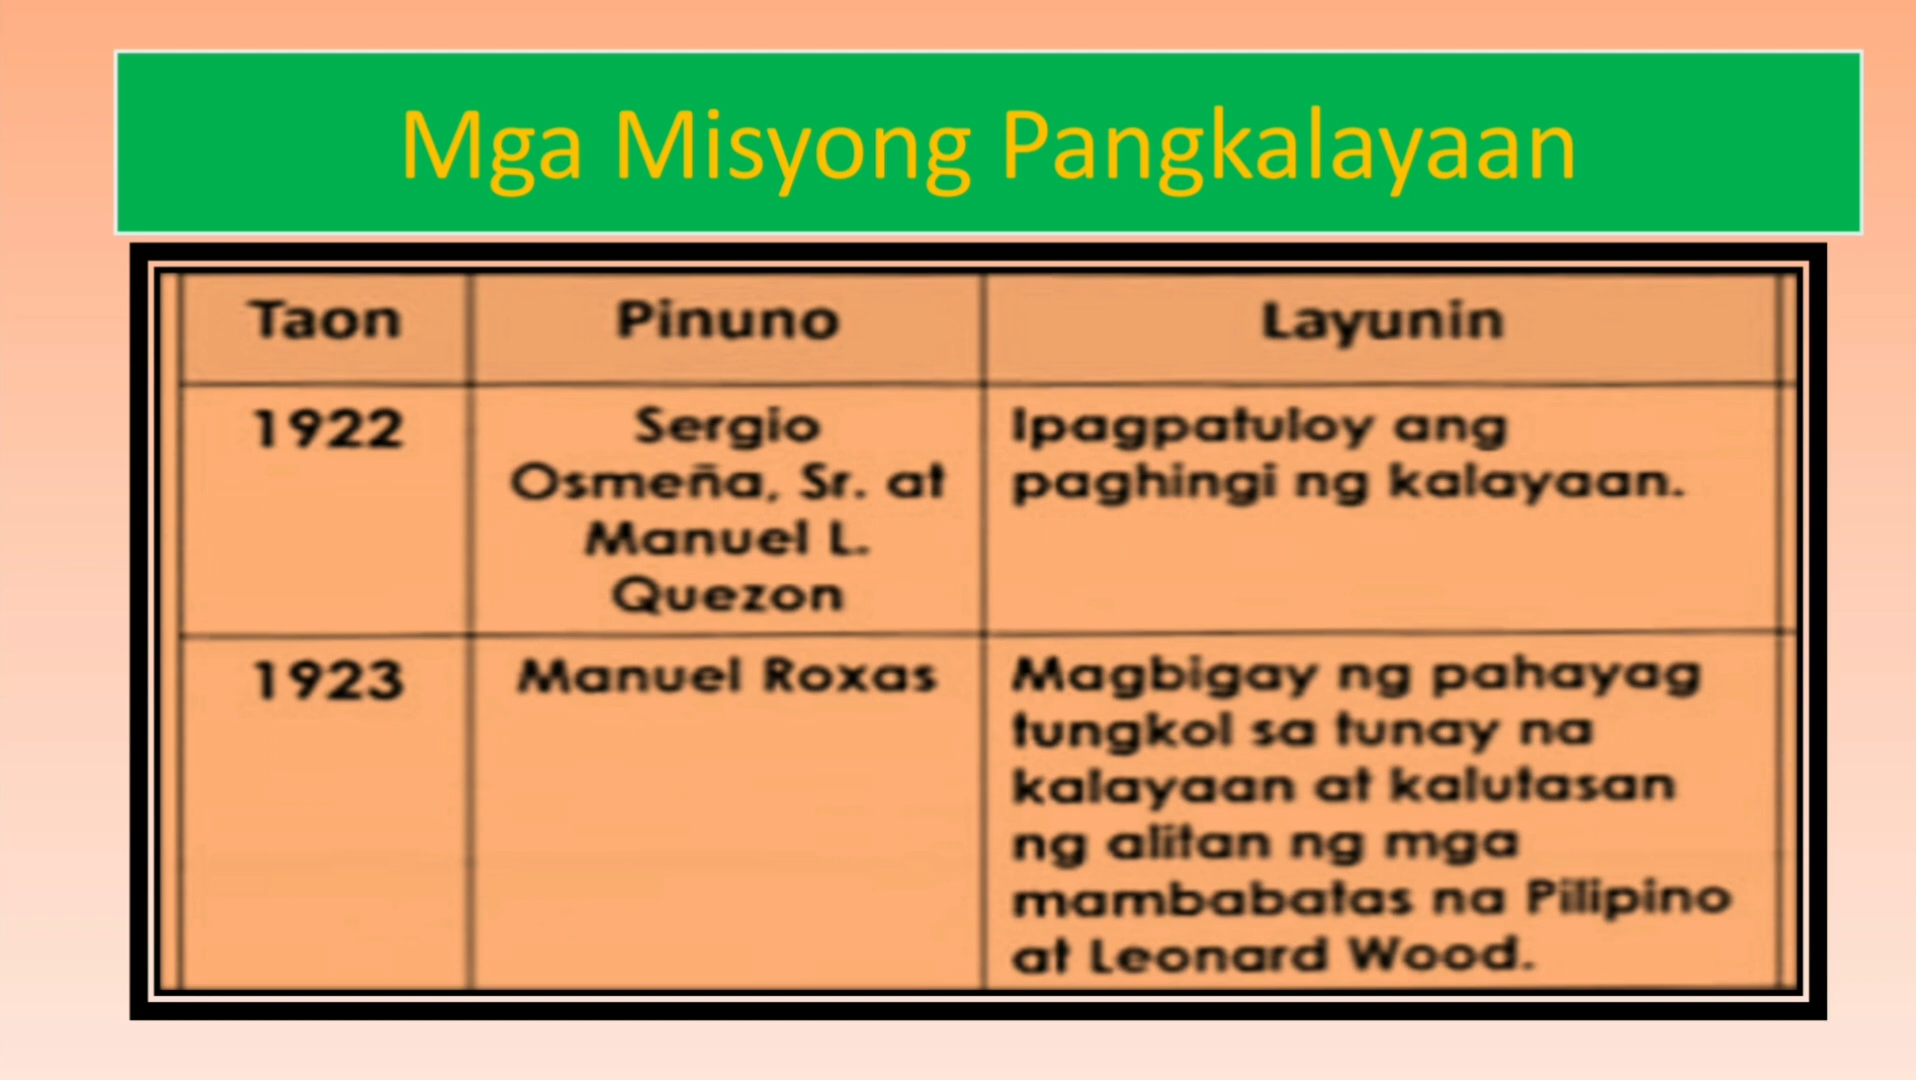 Mga Misyong Pangkalayaan
Taon Pinuno Layunin
1922
Sergio
Osmeña, Sr. at
Manuel L.
Quezon
Ipagpatuloy ang
paghingi ng kalayaan.
1923
Manuel Roxas
Magbigay ng pahayag
tungkol sa tunay na
kalayaan at kalutasan
ng alitan ng mga
mambabatas na Pilipino
at Leonard Wood.